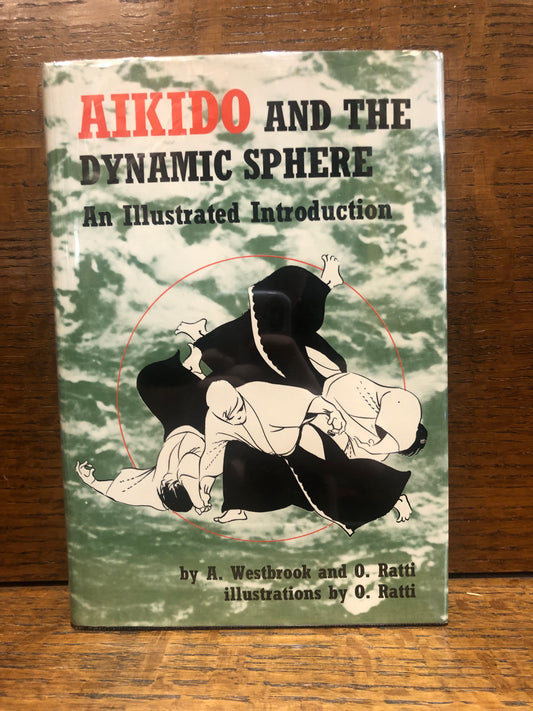 AIKIDO AND THE
DYNAMIC SPHERE
An Illustrated Introduction
by A. Westbrook and O. Ratti
illustrations by O. Ratti